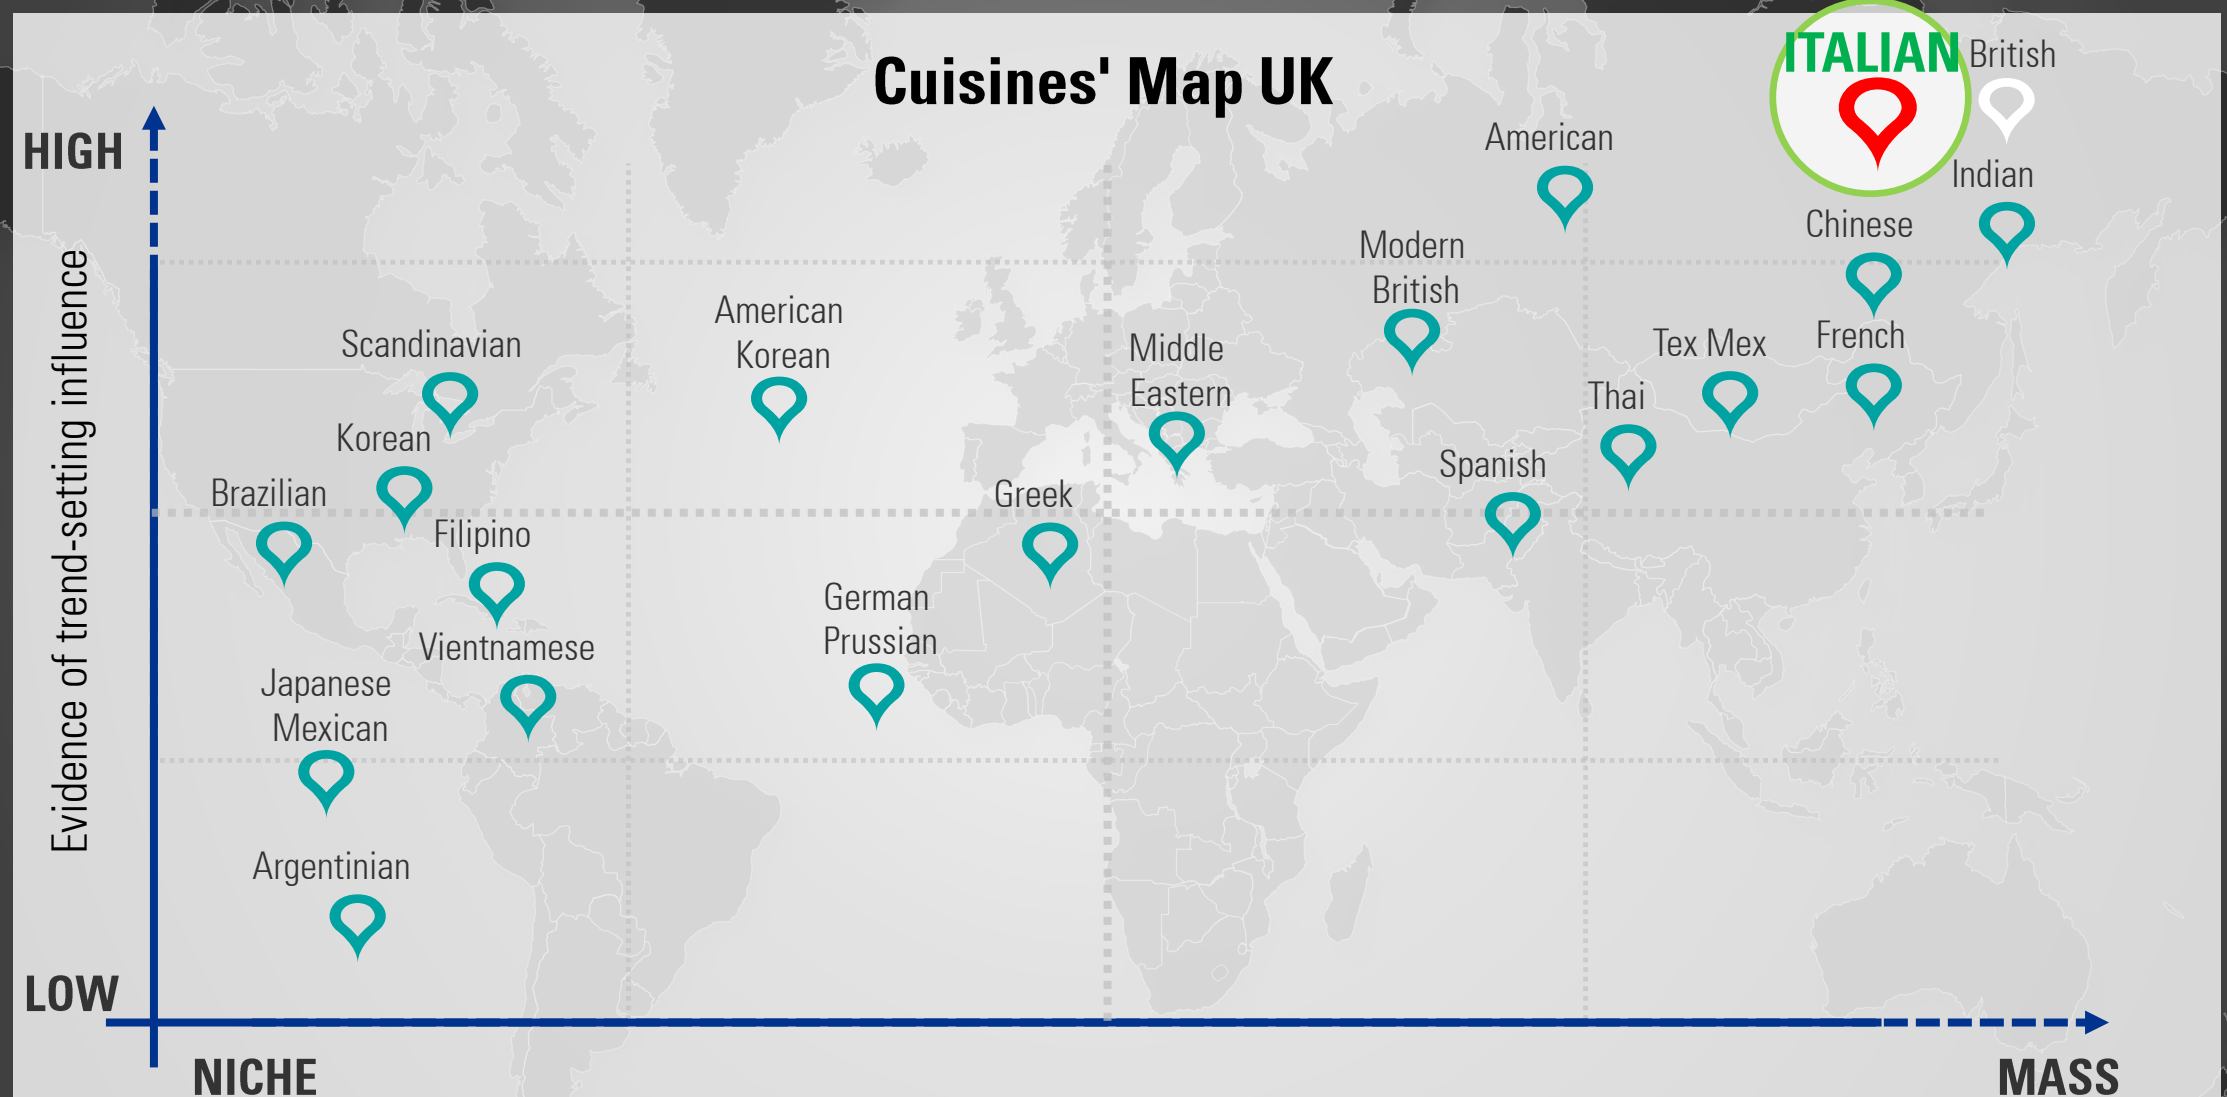 Cuisines' Map UK
HIGH
Evidence of trend-setting influence
LOW
NICHE
MASS
ITALIAN
British
American
Indian
Chinese
Modern
British
American
Korean
Scandinavian
Middle
Eastern
Tex Mex
French
Thai
Korean
Spanish
Brazilian
Greek
Filipino
German
Prussian
Vientnamese
Japanese
Mexican
Argentinian